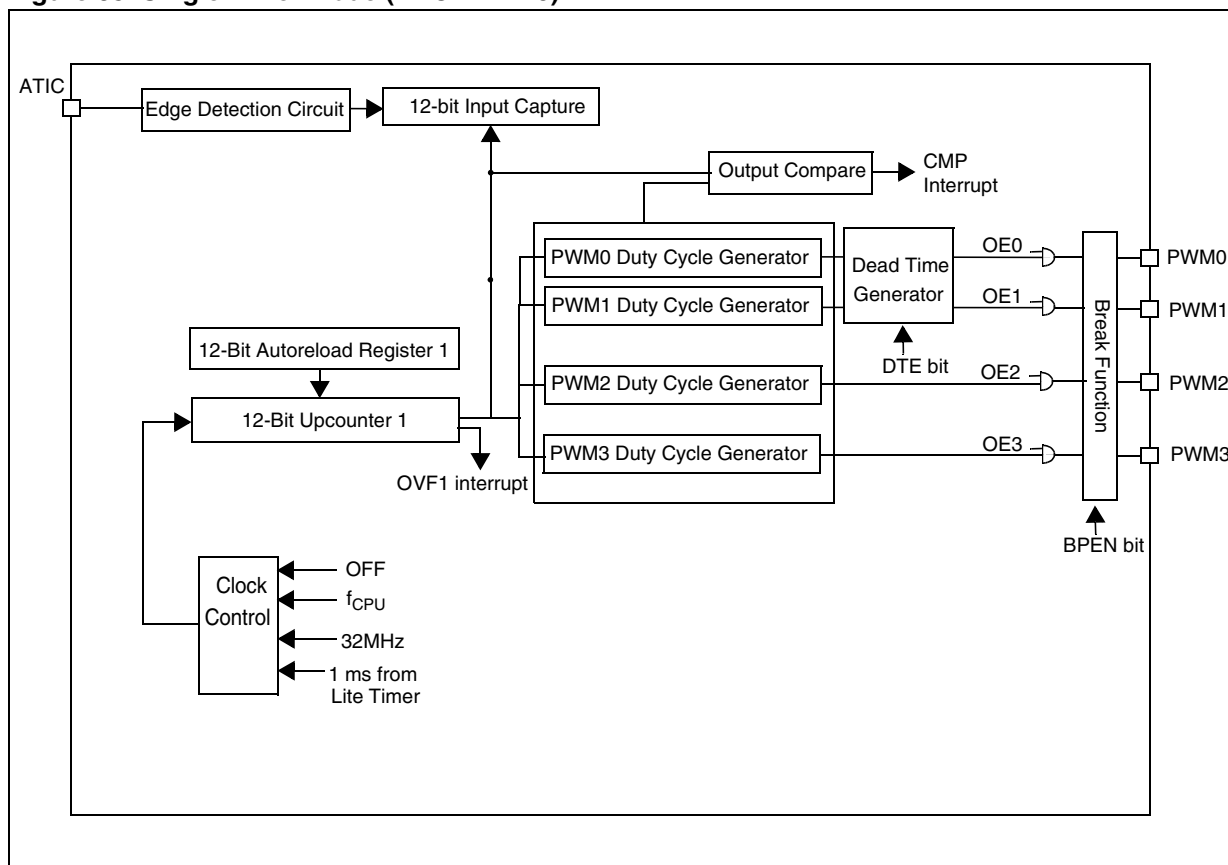 ATIC
Edge Detection Circuit
12-bit Input Capture
Output Compare
CMP
Interrupt
PWM0 Duty Cycle Generator
PWM1 Duty Cycle Generator
PWM2 Duty Cycle Generator
PWM3 Duty Cycle Generator
Dead Time
Generator
DTE bit
OE0
OE1
OE2
OE3
Break Function
BPEN bit
PWM0
PWM1
PWM2
PWM3
12-Bit Autoreload Register 1
12-Bit Upcounter 1
OVF1 interrupt
Clock
Control
OFF
fCPU
32MHz
1 ms from
Lite Timer